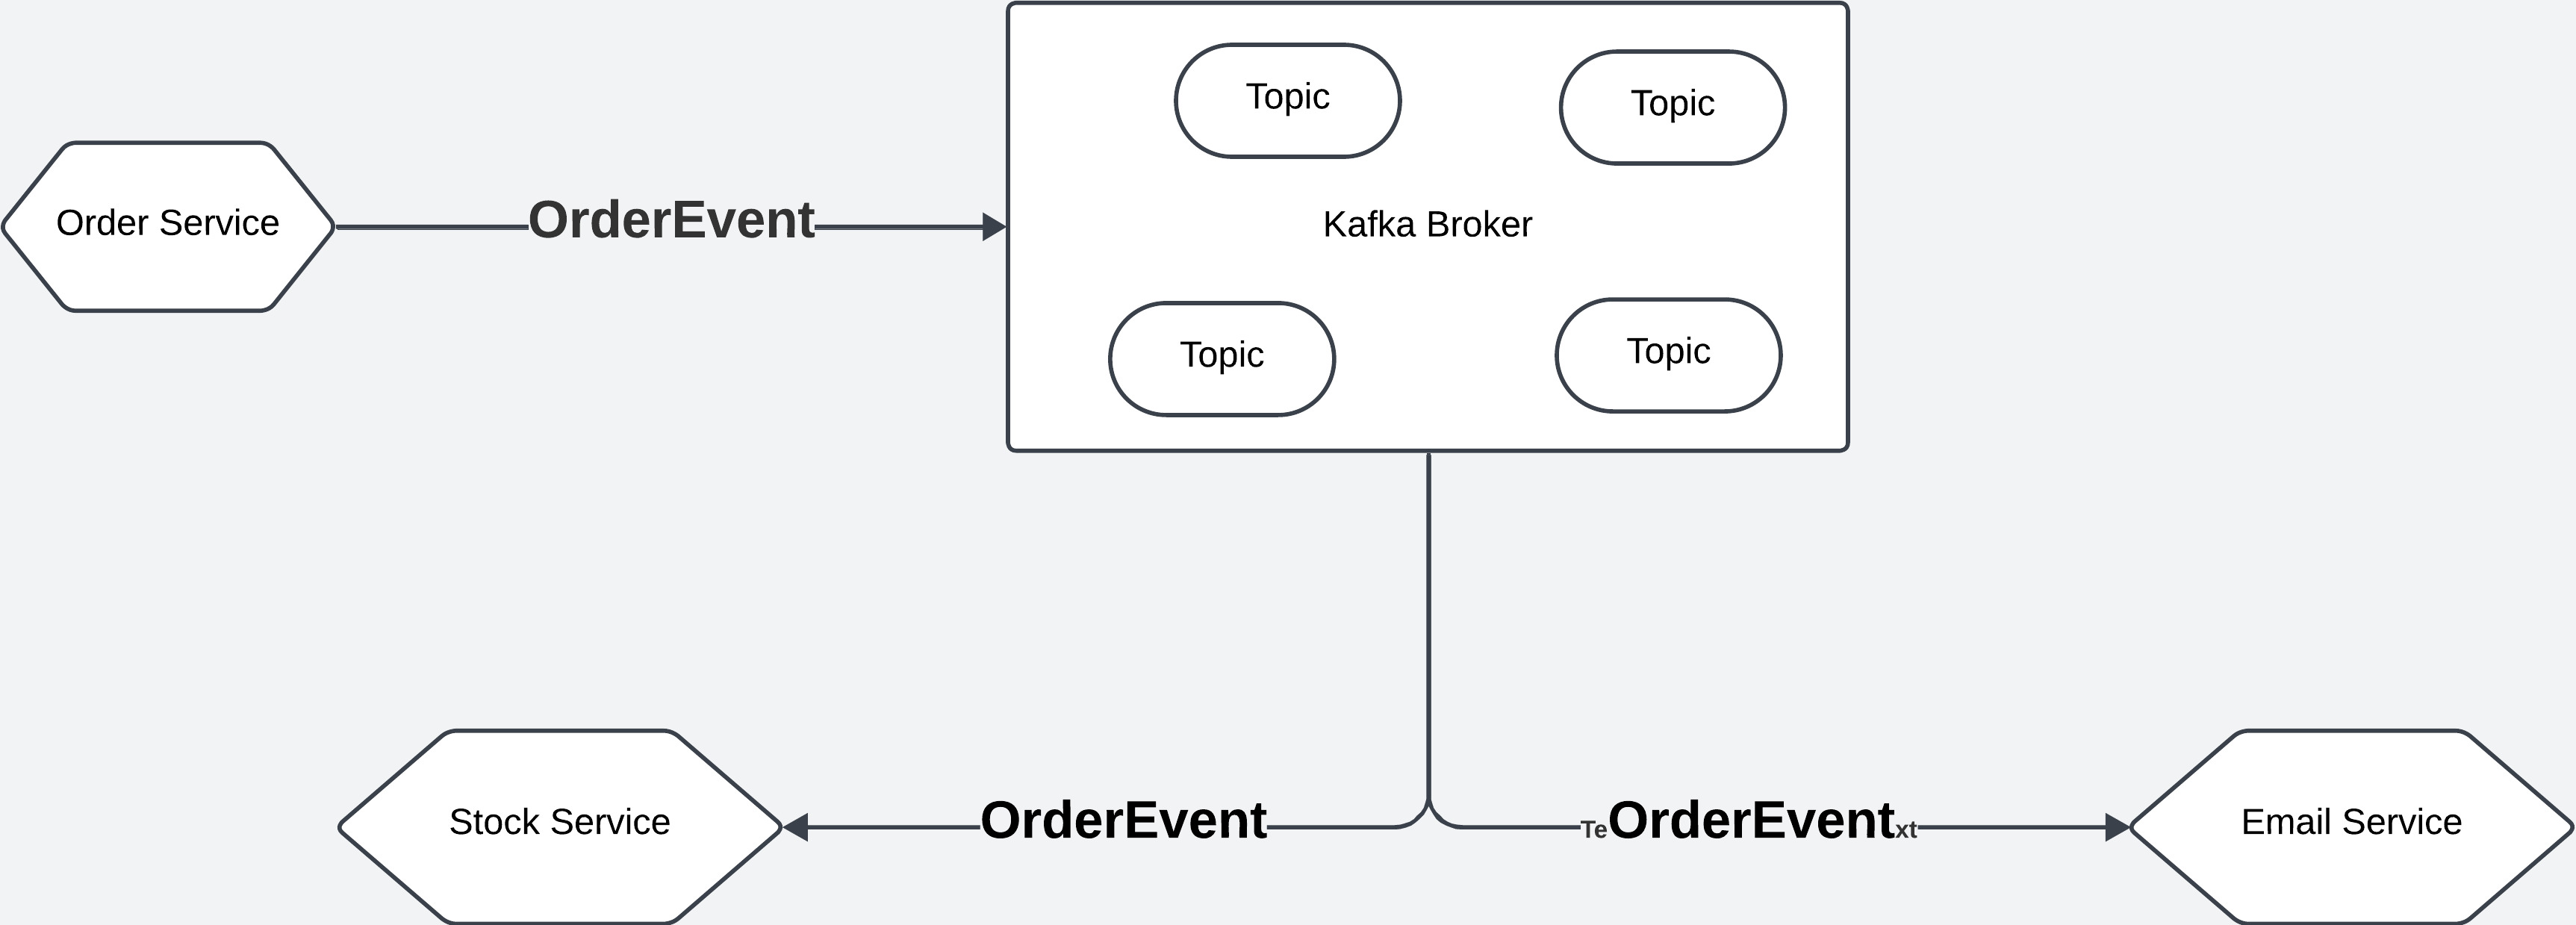 Topic
Topic
Order Service
OrderEvent
Kafka Broker
Topic
Topic
Stock Service
OrderEvent
TeOrderEventxt
Email Service